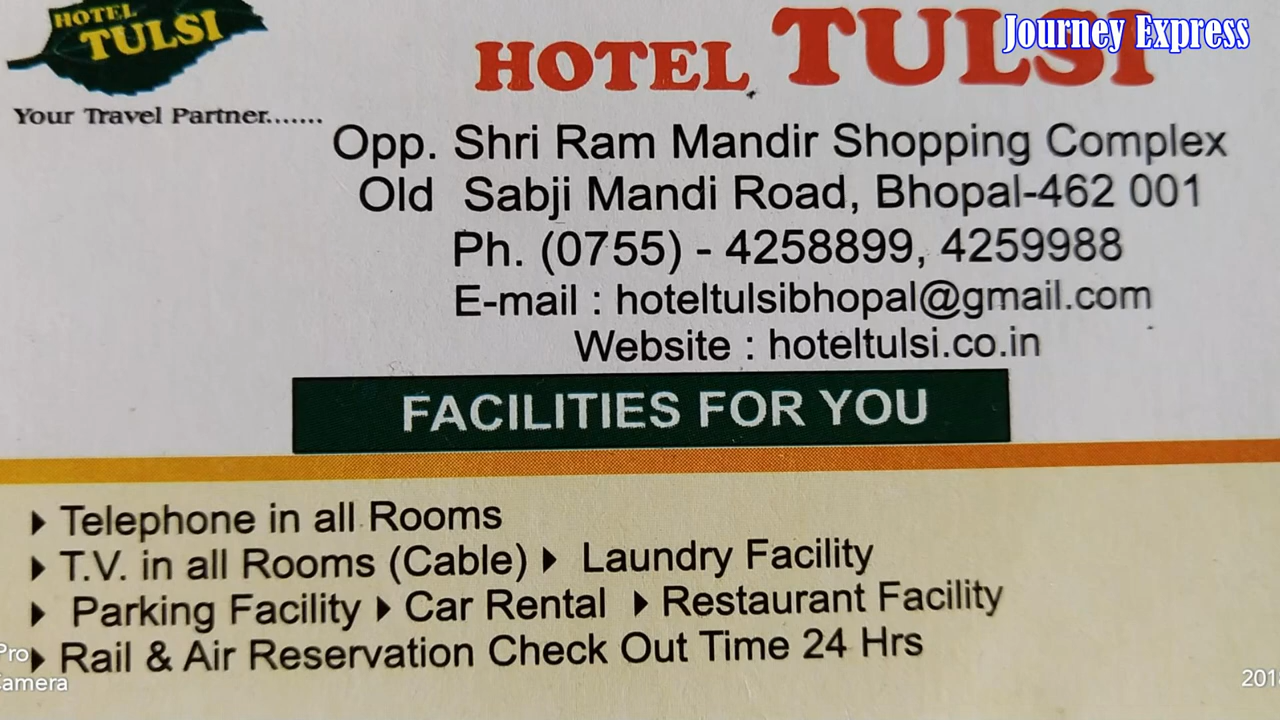 HOTEL
TULSI
Your Travel Partner.......
HOTEL TULSI
Journey Express
Opp. Shri Ram Mandir Shopping Complex
Old Sabji Mandi Road, Bhopal-462 001
Ph. (0755) - 4258899, 4259988
E-mail : hoteltulsibhopal@gmail.com
Website : hoteltulsi.co.in
FACILITIES FOR YOU
Telephone in all Rooms
T.V. in all Rooms (Cable) Laundry Facility
Parking Facility Car Rental Restaurant Facility
Rail & Air Reservation Check Out Time 24 Hrs
Pro